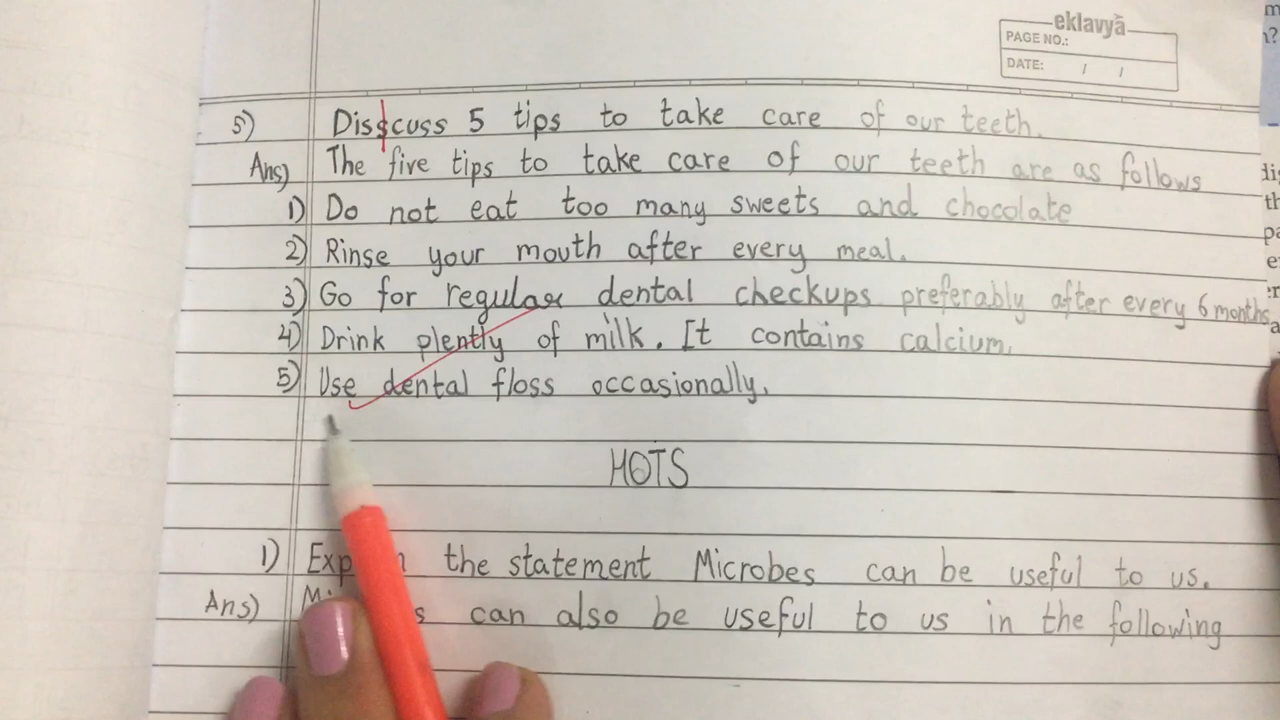 eklavyā
PAGE NO.:
DATE: / /
5) Discuss 5 tips to take care of our teeth.
Ans) The five tips to take care of our teeth are as follows
1) Do not eat too many sweets and chocolate
2) Rinse your mouth after every meal.
3) Go for regular dental checkups preferably after every 6 months
4) Drink plently of milk. It contains calcium.
5) Use dental floss occasionally.
HOTS
1) the statement Microbes can be useful to us.
Ans) can also be useful to us in the following